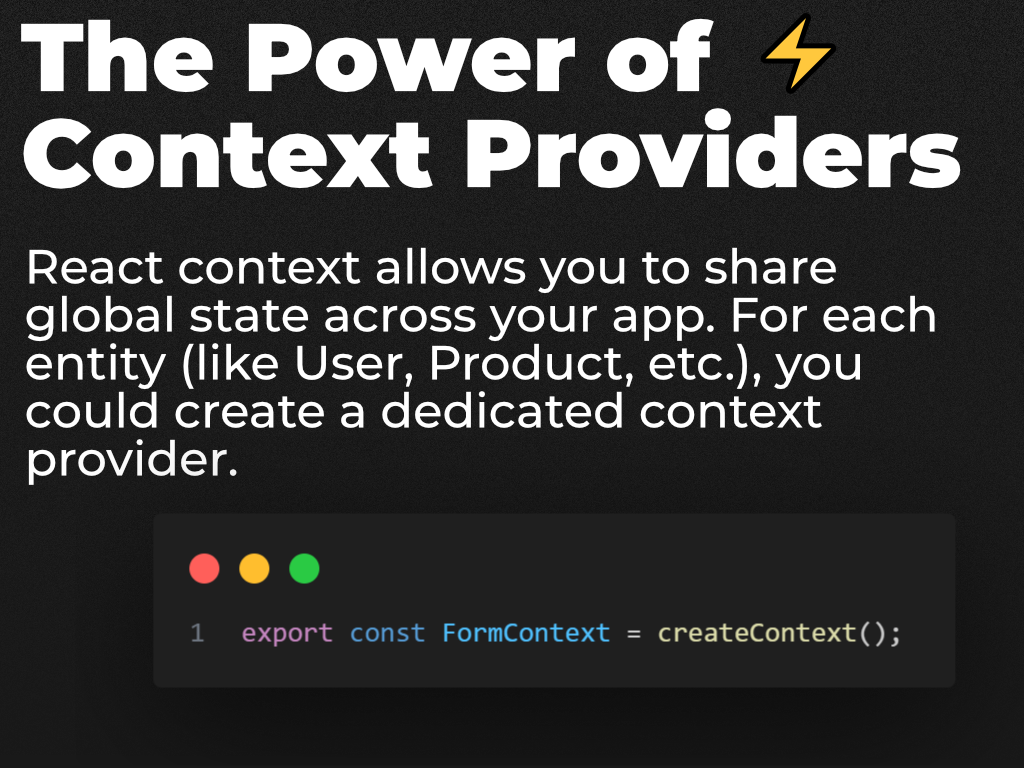 The Power of ⚡
Context Providers
React context allows you to share
global state across your app. For each
entity (like User, Product, etc.), you
could create a dedicated context
provider.
1 export const FormContext = createContext();